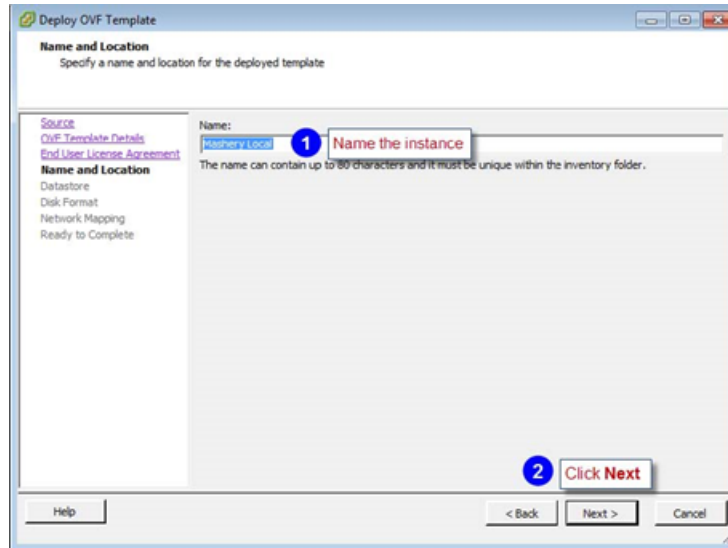 Deploy OVF Template
Name and Location
Specify a name and location for the deployed template
Source
OVF Template Details
End User License Agreement
Name and Location
Datastore
Disk Format
Network Mapping
Ready to Complete
Name:
Mashery Local
1 Name the instance
The name can contain up to 80 characters and it must be unique within the inventory folder.
2 Click Next
Help
< Back
Next >
Cancel